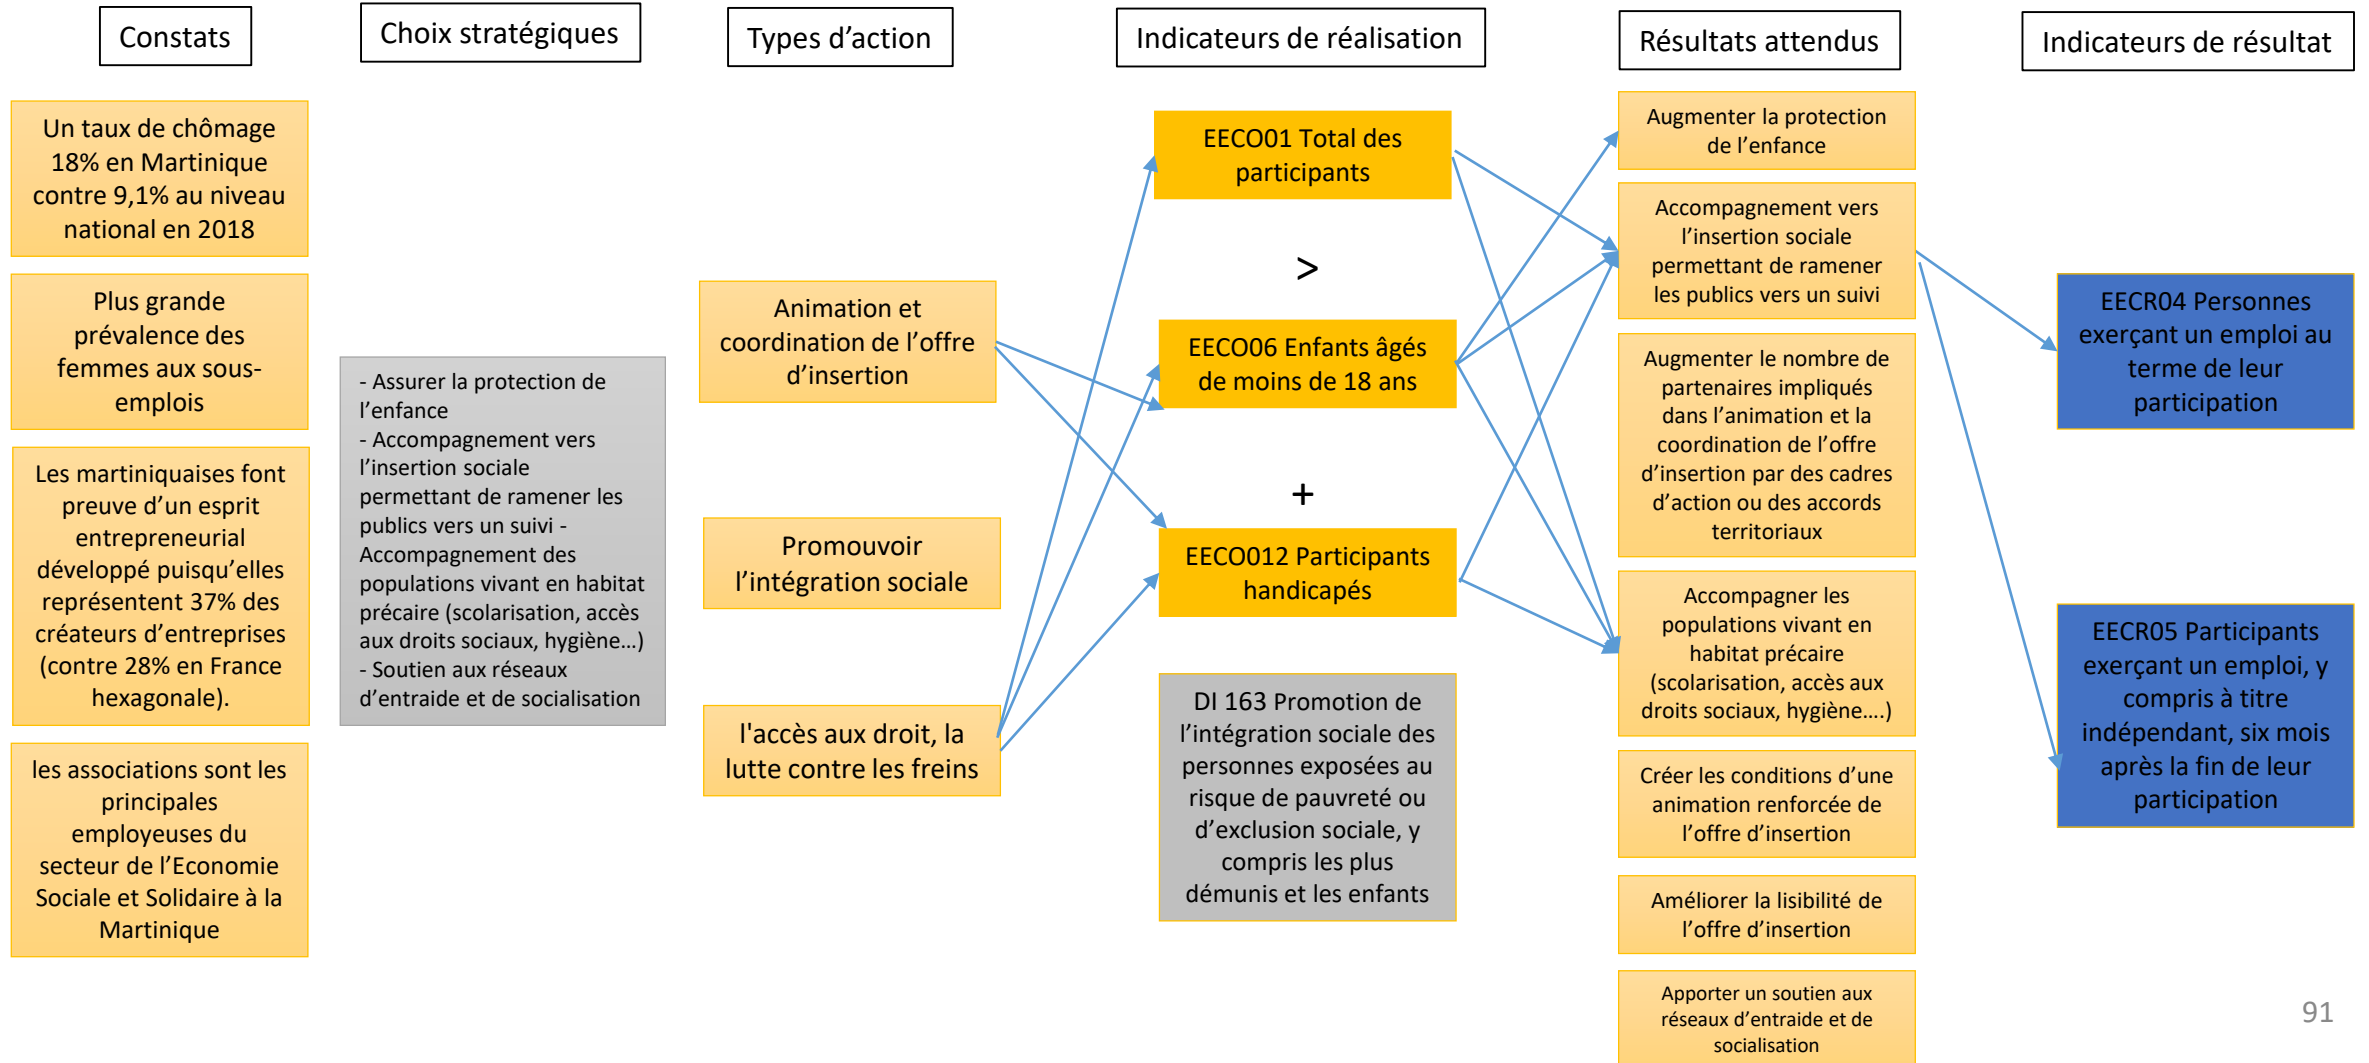 Constats
Choix stratégiques
Types d’action
Indicateurs de réalisation
Résultats attendus
Indicateurs de résultat
Un taux de chômage
18% en Martinique
contre 9,1% au niveau
national en 2018
Plus grande
prévalence des
femmes aux sous-
emplois
Les martiniquaises font
preuve d’un esprit
entrepreneurial
développé puisqu’elles
représentent 37% des
créateurs d’entreprises
(contre 28% en France
hexagonale).
les associations sont les
principales
employeuses du
secteur de l’Economie
Sociale et Solidaire à la
Martinique
- Assurer la protection de
l’enfance
- Accompagnement vers
l’insertion sociale
permettant de ramener les
publics vers un suivi -
Accompagnement des
populations vivant en habitat
précaire (scolarisation, accès
aux droits sociaux, hygiène…)
- Soutien aux réseaux
d’entraide et de socialisation
Animation et
coordination de l’offre
d’insertion
Promouvoir
l’intégration sociale
l'accès aux droit, la
lutte contre les freins
EECO01 Total des
participants
>
EECO06 Enfants âgés
de moins de 18 ans
+
EECO012 Participants
handicapés
DI 163 Promotion de
l’intégration sociale des
personnes exposées au
risque de pauvreté ou
d’exclusion sociale, y
compris les plus
démunis et les enfants
Augmenter la protection
de l’enfance
Accompagnement vers
l’insertion sociale
permettant de ramener
les publics vers un suivi
Augmenter le nombre de
partenaires impliqués
dans l’animation et la
coordination de l’offre
d’insertion par des cadres
d’action ou des accords
territoriaux
Accompagner les
populations vivant en
habitat précaire
(scolarisation, accès aux
droits sociaux, hygiène….)
Créer les conditions d’une
animation renforcée de
l’offre d’insertion
Améliorer la lisibilité de
l’offre d’insertion
Apporter un soutien aux
réseaux d’entraide et de
socialisation
EECR04 Personnes
exerçant un emploi au
terme de leur
participation
EECR05 Participants
exerçant un emploi, y
compris à titre
indépendant, six mois
après la fin de leur
participation
91